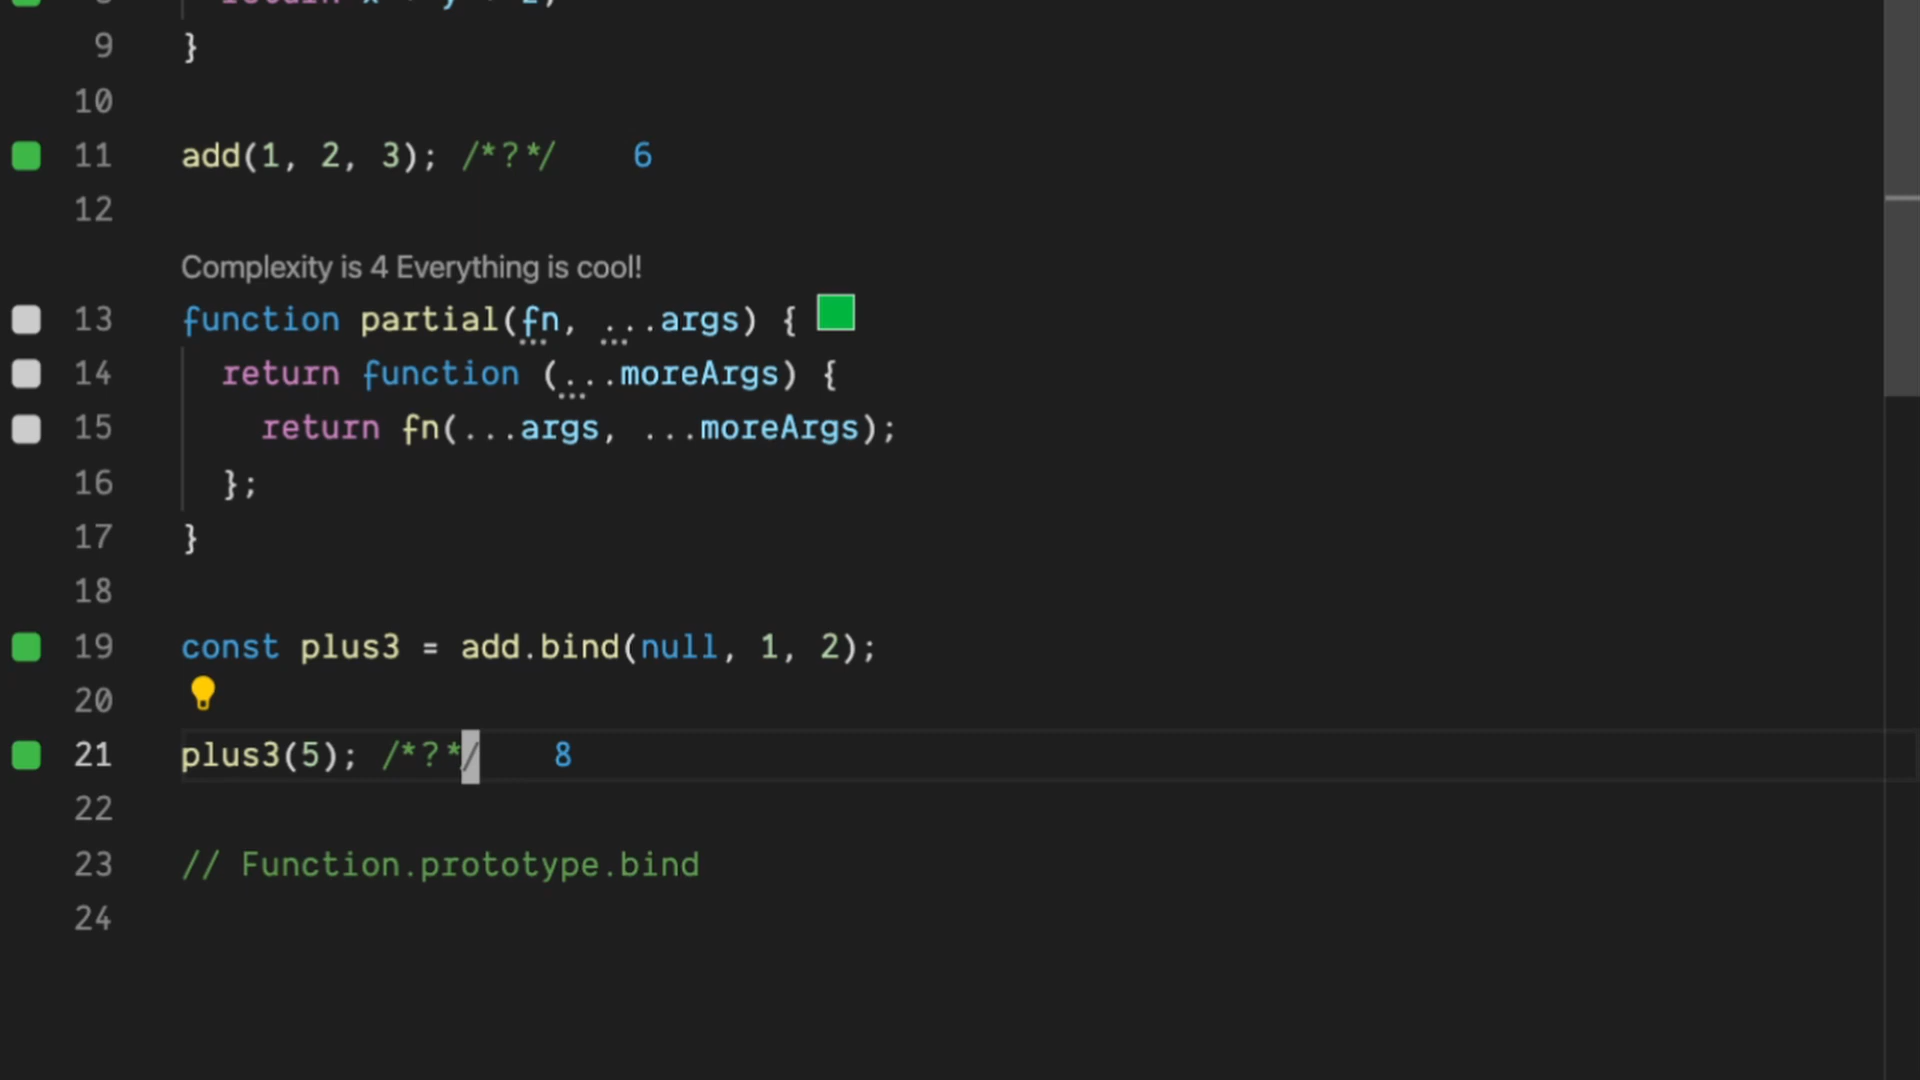 9 }
10
11 add(1, 2, 3); /*?*/ 6
12
Complexity is 4 Everything is cool!
13 function partial(fn, ...args) {
14 return function (...moreArgs) {
15 return fn(...args, ...moreArgs);
16 };
17 }
18
19 const plus3 = add.bind(null, 1, 2);
20
21 plus3(5); /*?*/ 8
22
23 // Function.prototype.bind
24